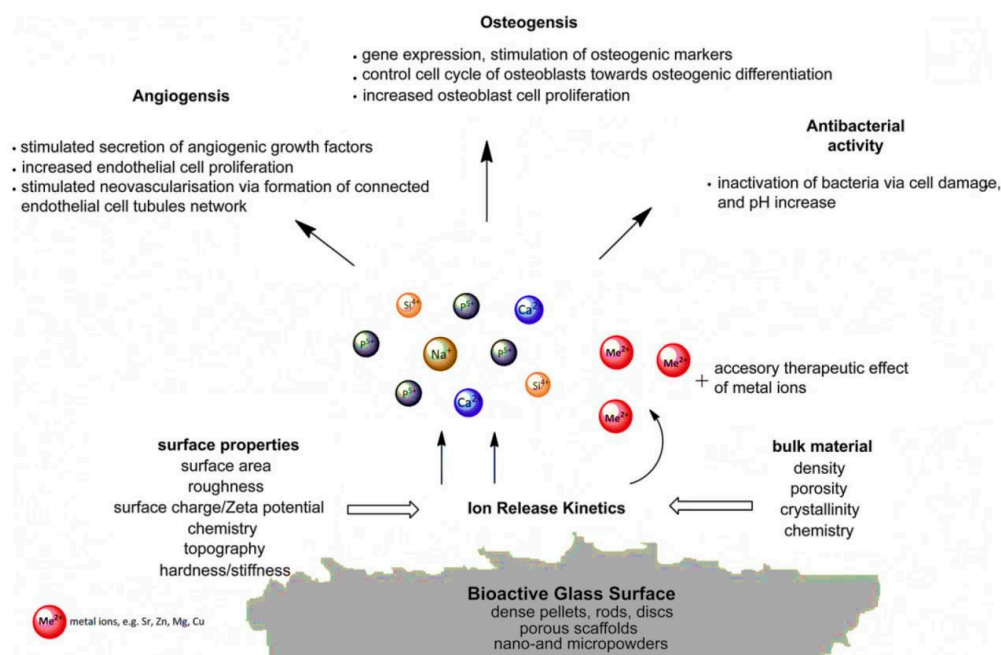 Osteogensis
• gene expression, stimulation of osteogenic markers
• control cell cycle of osteoblasts towards osteogenic differentiation
• increased osteoblast cell proliferation
Angiogensis
• stimulated secretion of angiogenic growth factors
• increased endothelial cell proliferation
• stimulated neovascularisation via formation of connected
endothelial cell tubules network
Antibacterial
activity
• inactivation of bacteria via cell damage,
and pH increase
Si⁴⁺
P⁵⁺
Ca²⁺
P⁵⁺
Na⁺
P⁵⁺
P⁵⁺
Ca²⁺
Si⁴⁺
Me²⁺
Me²⁺
Me²⁺
+ accesory therapeutic effect
of metal ions
surface properties
surface area
roughness
surface charge/Zeta potential
chemistry
topography
hardness/stiffness
Ion Release Kinetics
bulk material
density
porosity
crystallinity
chemistry
Bioactive Glass Surface
dense pellets, rods, discs
porous scaffolds
nano-and micropowders
Me²⁺ metal ions, e.g. Sr, Zn, Mg, Cu